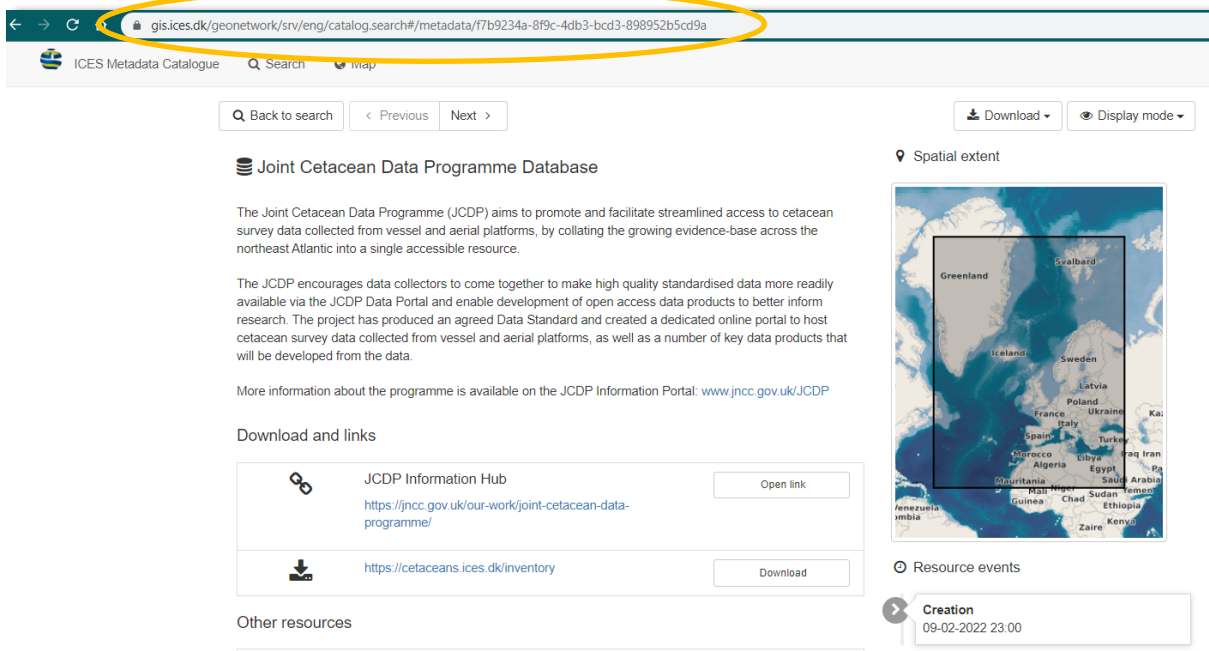 gis.ices.dk/geonetwork/srv/eng/catalog.search#/metadata/f7b9234a-8f9c-4db3-bcd3-898952b5cd9a
ICES Metadata Catalogue Search Map
Back to search < Previous Next >
Download Display mode
Joint Cetacean Data Programme Database
The Joint Cetacean Data Programme (JCDP) aims to promote and facilitate streamlined access to cetacean
survey data collected from vessel and aerial platforms, by collating the growing evidence-base across the
northeast Atlantic into a single accessible resource.
The JCDP encourages data collectors to come together to make high quality standardised data more readily
available via the JCDP Data Portal and enable development of open access data products to better inform
research. The project has produced an agreed Data Standard and created a dedicated online portal to host
cetacean survey data collected from vessel and aerial platforms, as well as a number of key data products that
will be developed from the data.
More information about the programme is available on the JCDP Information Portal: www.jncc.gov.uk/JCDP
Download and links
JCDP Information Hub
Open link
https://jncc.gov.uk/our-work/joint-cetacean-data-
programme/
https://cetaceans.ices.dk/inventory
Download
Other resources
Spatial extent
Svalbard
Greenland
Iceland
Sweden
Latvia
Poland
France Ukraine Ka
Italy
Spain Turkey
Morocco Libya Iraq Iran
Algeria Egypt Pa
Mauritania Saudi Arabia
Mali Niger Sudan Yemen
Guinea Chad Ethiopia
Venezuela
ombia
Zaire Kenya
Resource events
Creation
09-02-2022 23:00